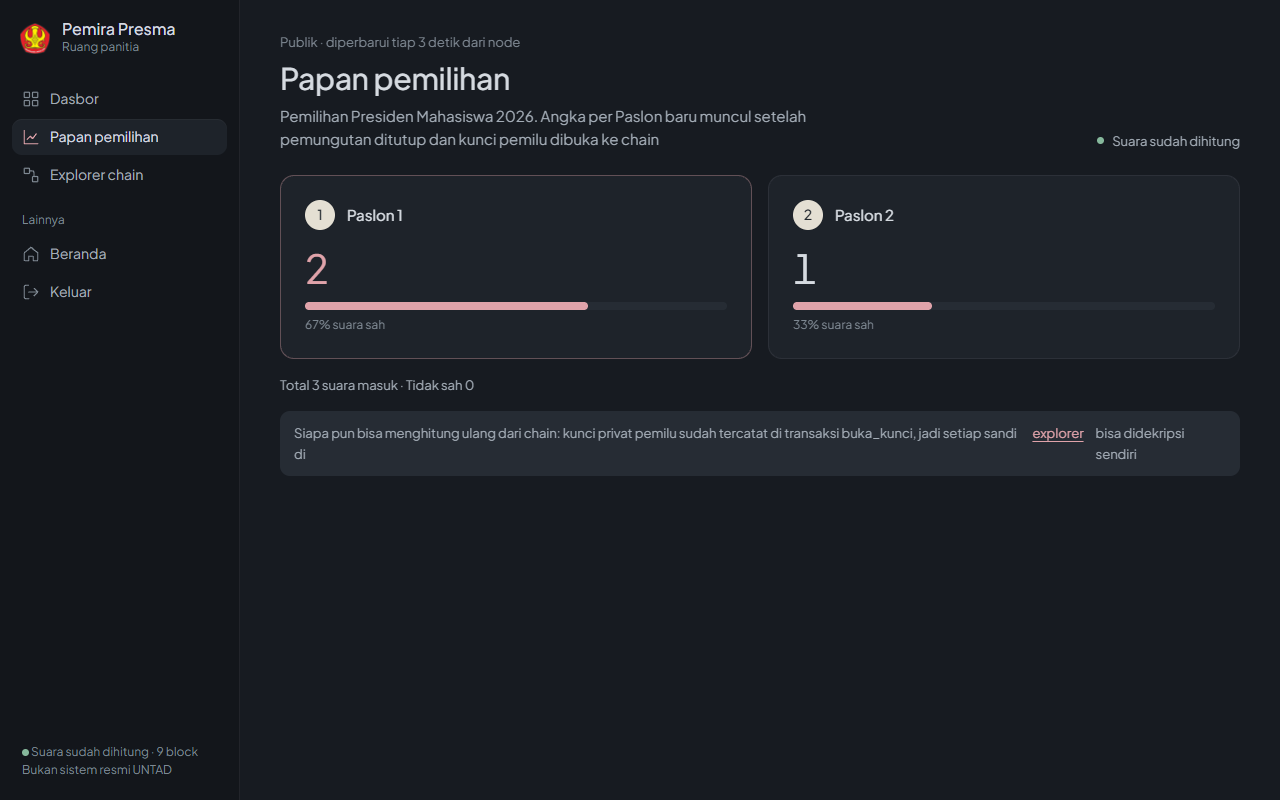 Pemira Presma
Ruang panitia
Dasbor
Papan pemilihan
Explorer chain
Lainnya
Beranda
Keluar
Suara sudah dihitung · 9 block
Bukan sistem resmi UNTAD
Publik · diperbarui tiap 3 detik dari node
Papan pemilihan
Pemilihan Presiden Mahasiswa 2026. Angka per Paslon baru muncul setelah
pemungutan ditutup dan kunci pemilu dibuka ke chain
Suara sudah dihitung
1 Paslon 1
2
67% suara sah
2 Paslon 2
1
33% suara sah
Total 3 suara masuk · Tidak sah 0
Siapa pun bisa menghitung ulang dari chain: kunci privat pemilu sudah tercatat di transaksi buka_kunci, jadi setiap sandi
di
explorer
bisa didekripsi
sendiri